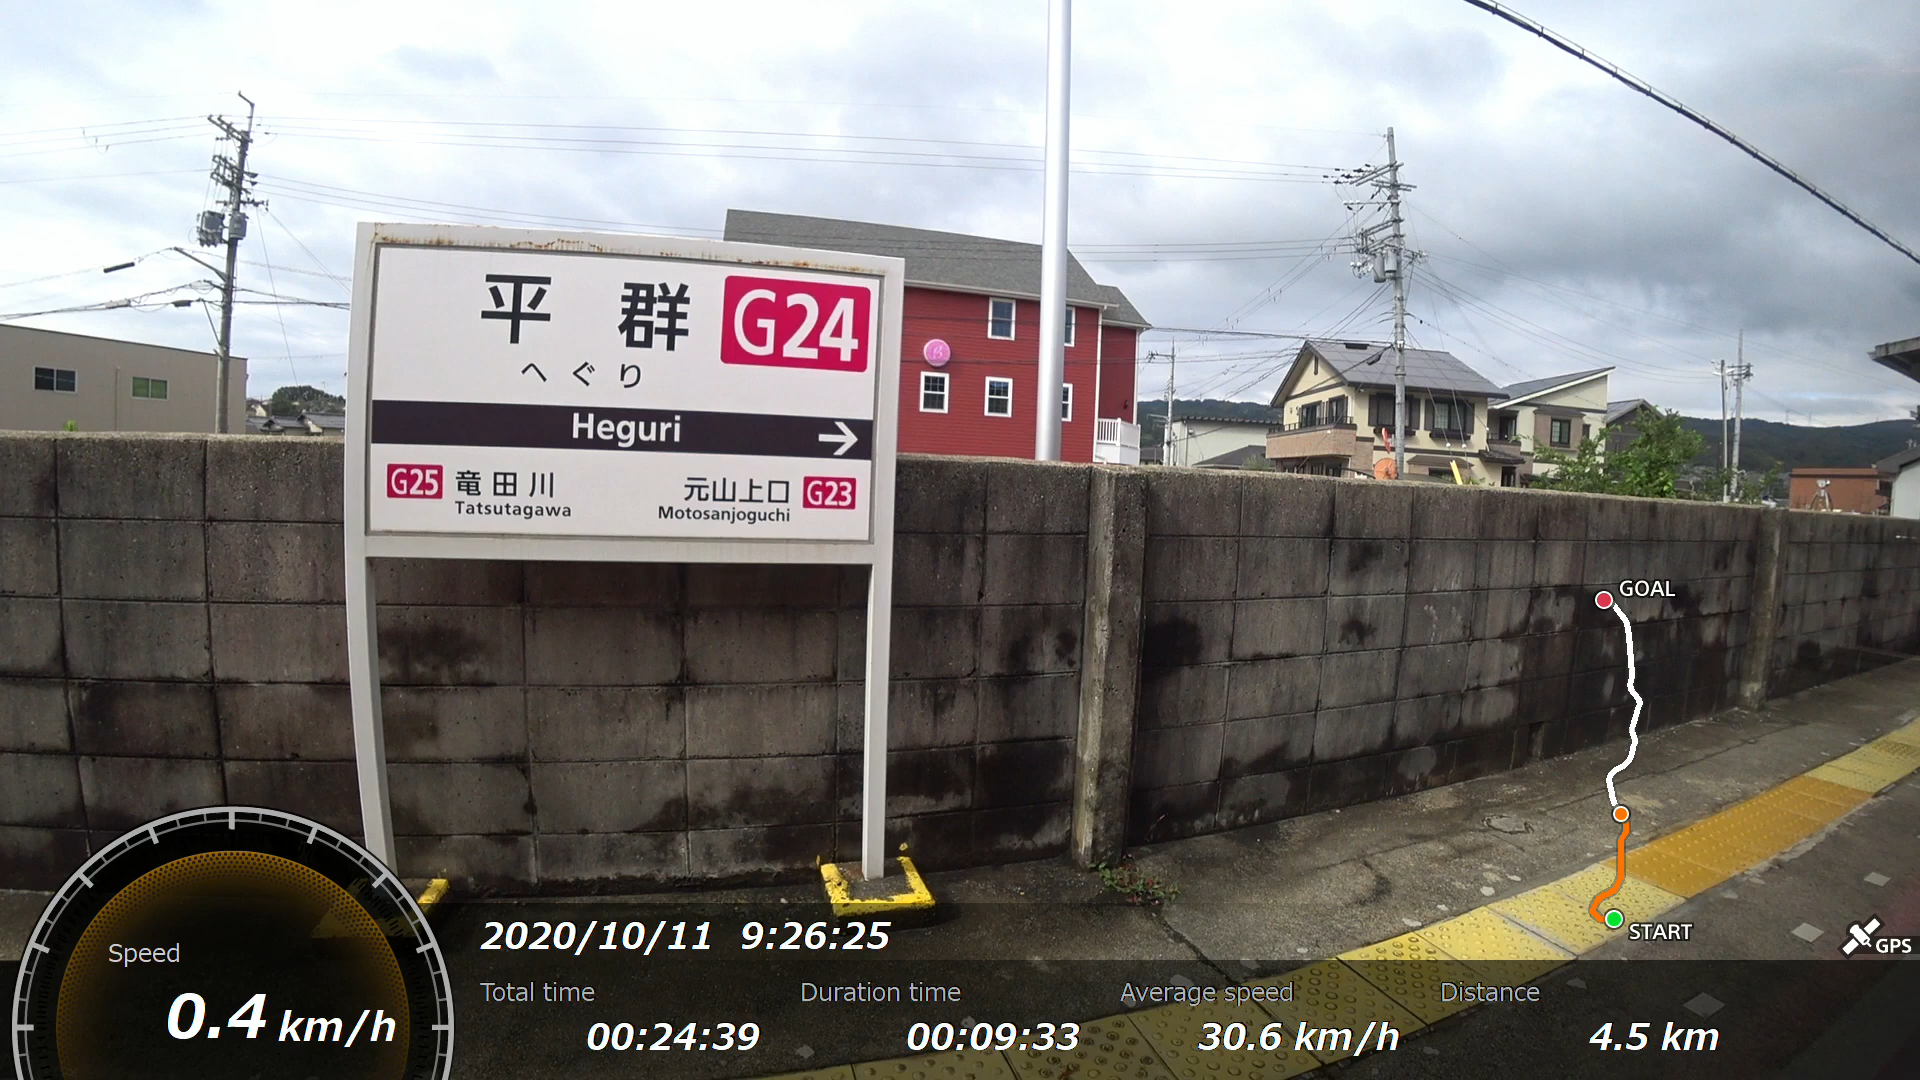 平群 G24
へぐり
Heguri →
G25 竜田川 元山上口 G23
Tatsutagawa Motosanjoguchi
B
GOAL
START
GPS
Speed
0.4 km/h
2020/10/11 9:26:25
Total time Duration time Average speed Distance
00:24:39 00:09:33 30.6 km/h 4.5 km